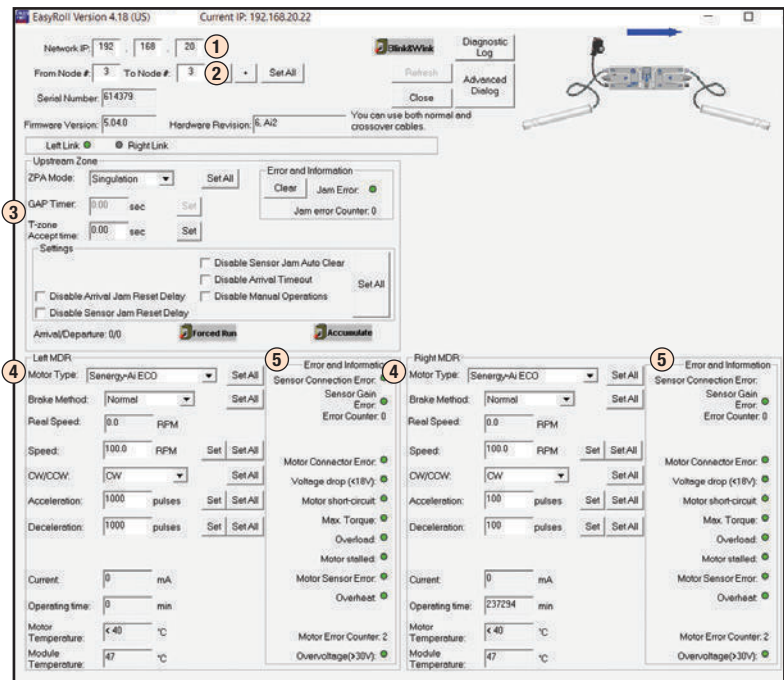 EasyRoll Version 4.18 (US) Current IP: 192.168.20.22
Network IP: 192 . 168 . 20 1
Blink&Wink
Diagnostic Log
From Node #: 3 To Node #: 3 2 + Set All
Refresh
Advanced Dialog
Serial Number: 614379
Close
Firmware Version: 5.04.0 Hardware Revision: 6, Ai2
You can use both normal and crossover cables.
Left Link Right Link
Upstream Zone
ZPA Mode: Singulation Set All
Error and Information
Clear Jam Error:
Jam error Counter: 0
3
GAP Timer: 0.00 sec Set
T-zone Accept time: 0.00 sec Set
Settings
Disable Sensor Jam Auto Clear
Disable Arrival Timeout
Set All
Disable Arrival Jam Reset Delay Disable Manual Operations
Disable Sensor Jam Reset Delay
Arrival/Departure: 0/0 Forced Run Accumulate
Left MDR
4
Motor Type: Senergy-Ai ECO Set All
Brake Method: Normal Set All
Real Speed: 0.0 RPM
Speed: 100.0 RPM Set Set All
CW/CCW: CW Set All
Acceleration: 1000 pulses Set Set All
Deceleration: 1000 pulses Set Set All
Current: 0 mA
Operating time: 0 min
Motor Temperature: < 40 °C
Module Temperature: 47 °C
5
Error and Informatio
Sensor Connection Error:
Sensor Gain Error:
Error Counter: 0
Motor Connector Error:
Voltage drop (<18V):
Motor short-circuit:
Max. Torque:
Overload:
Motor stalled:
Motor Sensor Error:
Overheat:
Motor Error Counter: 2
Overvoltage(>30V):
Right MDR
4
Motor Type: Senergy-Ai ECO Set All
Brake Method: Normal Set All
Real Speed: 0.0 RPM
Speed: 100.0 RPM Set Set All
CW/CCW: CW Set All
Acceleration: 100 pulses Set Set All
Deceleration: 100 pulses Set Set All
Current: 0 mA
Operating time: 237294 min
Motor Temperature: < 40 °C
Module Temperature: 47 °C
5
Error and Information
Sensor Connection Error:
Sensor Gain Error:
Error Counter: 0
Motor Connector Error:
Voltage drop (<18V):
Motor short-circuit:
Max. Torque:
Overload:
Motor stalled:
Motor Sensor Error:
Overheat:
Motor Error Counter: 2
Overvoltage(>30V):